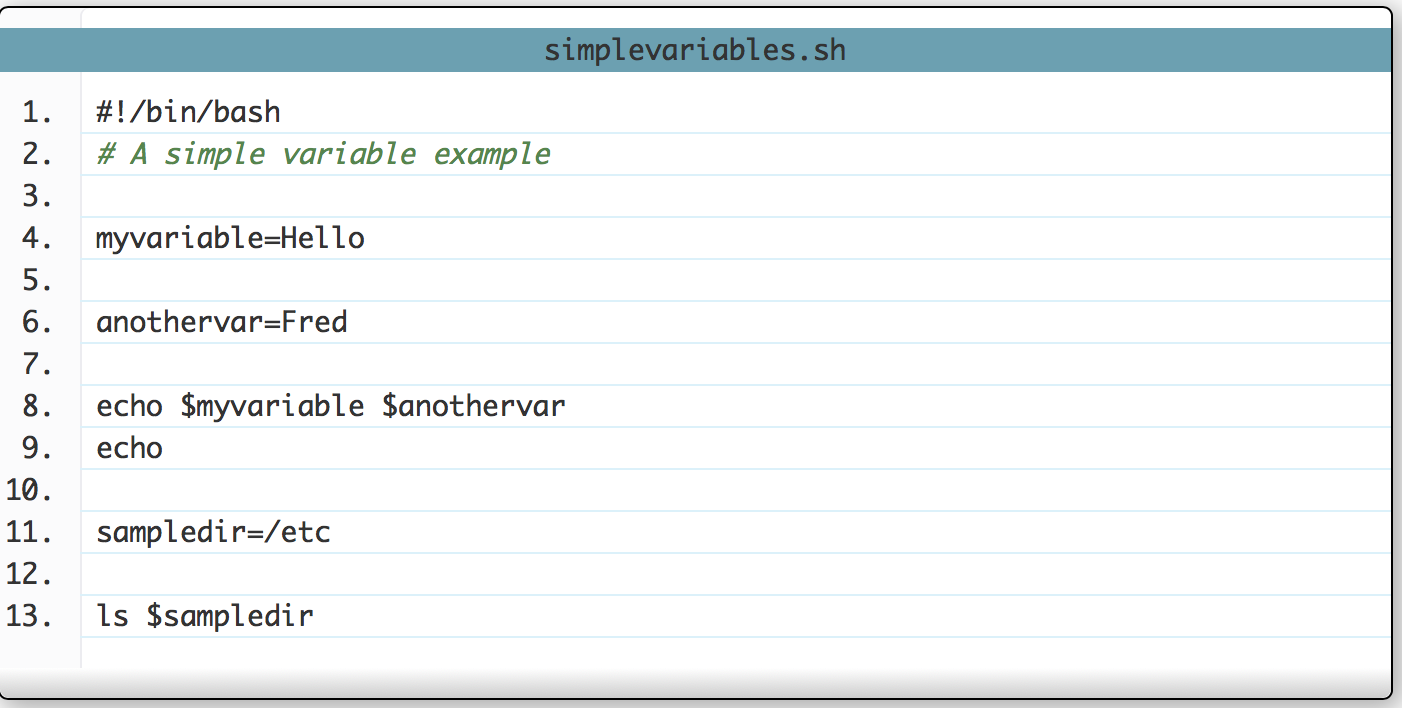 simplevariables.sh
1. #!/bin/bash
2. # A simple variable example
3.
4. myvariable=Hello
5.
6. anothervar=Fred
7.
8. echo $myvariable $anothervar
9. echo
10.
11. sampledir=/etc
12.
13. ls $sampledir